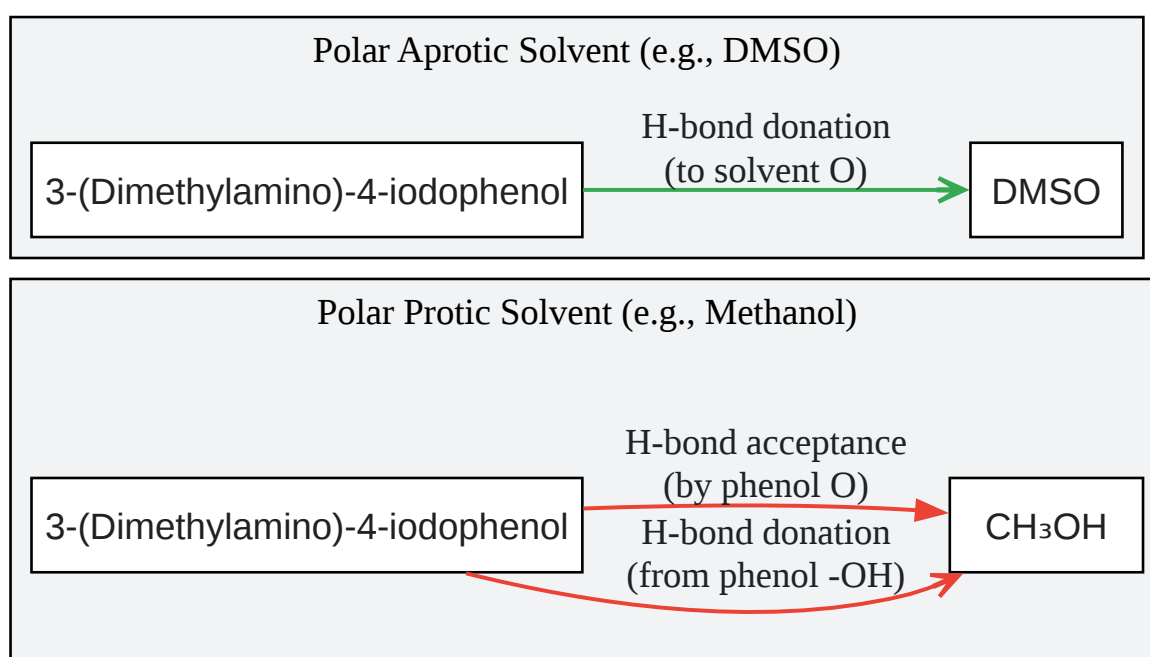 Polar Aprotic Solvent (e.g., DMSO)
H-bond donation
(to solvent O)
3-(Dimethylamino)-4-iodophenol
DMSO
Polar Protic Solvent (e.g., Methanol)
H-bond acceptance
(by phenol O)
3-(Dimethylamino)-4-iodophenol
CH₃OH
H-bond donation
(from phenol -OH)